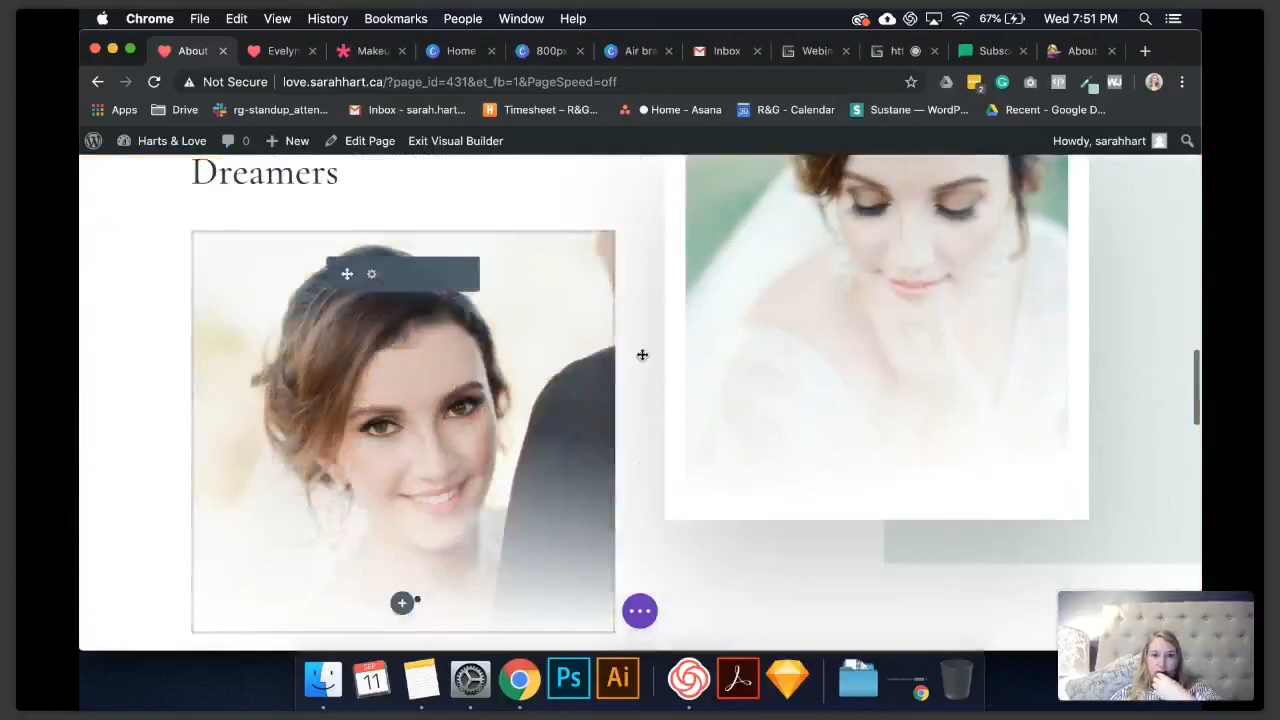 Chrome File Edit View History Bookmarks People Window Help 67% Wed 7:51 PM
About Evelyn Makeu Home 800px Air bra Inbox Webin htt Subsc About
Not Secure love.sarahhart.ca/?page_id=431&et_fb=1&PageSpeed=off
2
Apps Drive rg-standup_atten... Inbox - sarah.hart... Timesheet – R&G... Home - Asana R&G - Calendar Sustane — WordP... Recent - Google D...
Harts & Love 0 New Edit Page Exit Visual Builder Howdy, sarahhart
Dreamers
11
Ps
Ai